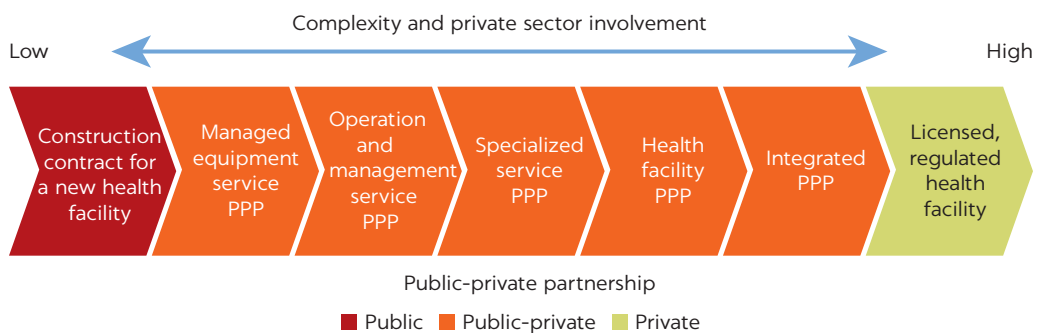 Complexity and private sector involvement
Low
High
Construction
contract for
a new health
facility
Managed
equipment
service
PPP
Operation
and
management
service
PPP
Specialized
service
PPP
Health
facility
PPP
Integrated
PPP
Licensed,
regulated
health
facility
Public-private partnership
Public
Public-private
Private